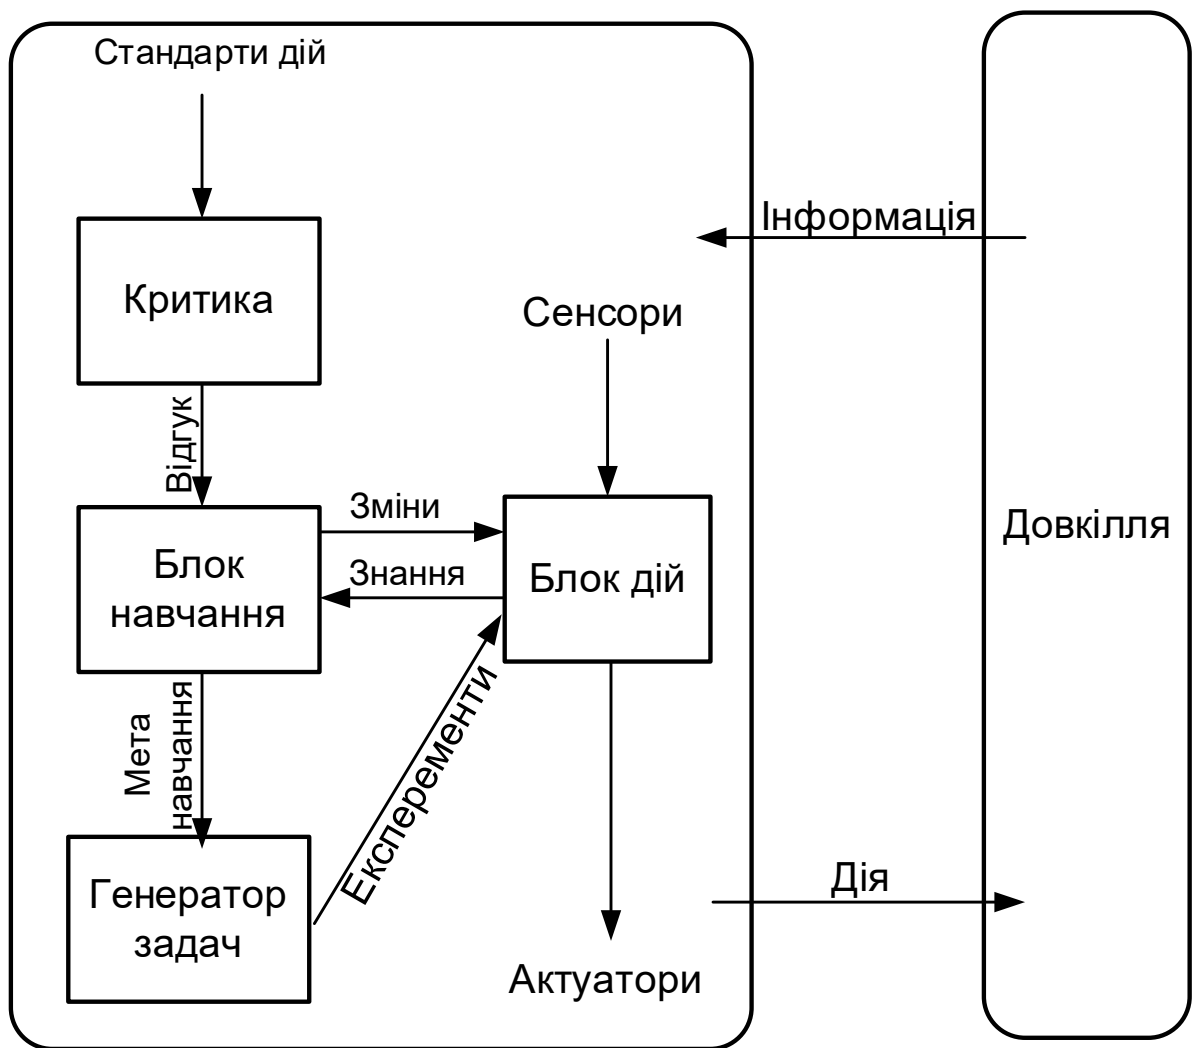 Стандарти дій
Інформація
Критика
Сенсори
Відгук
Зміни
Довкілля
Блок
навчання
Знання
Блок дій
Мета
навчання
Експеременти
Генератор
задач
Дія
Актуатори